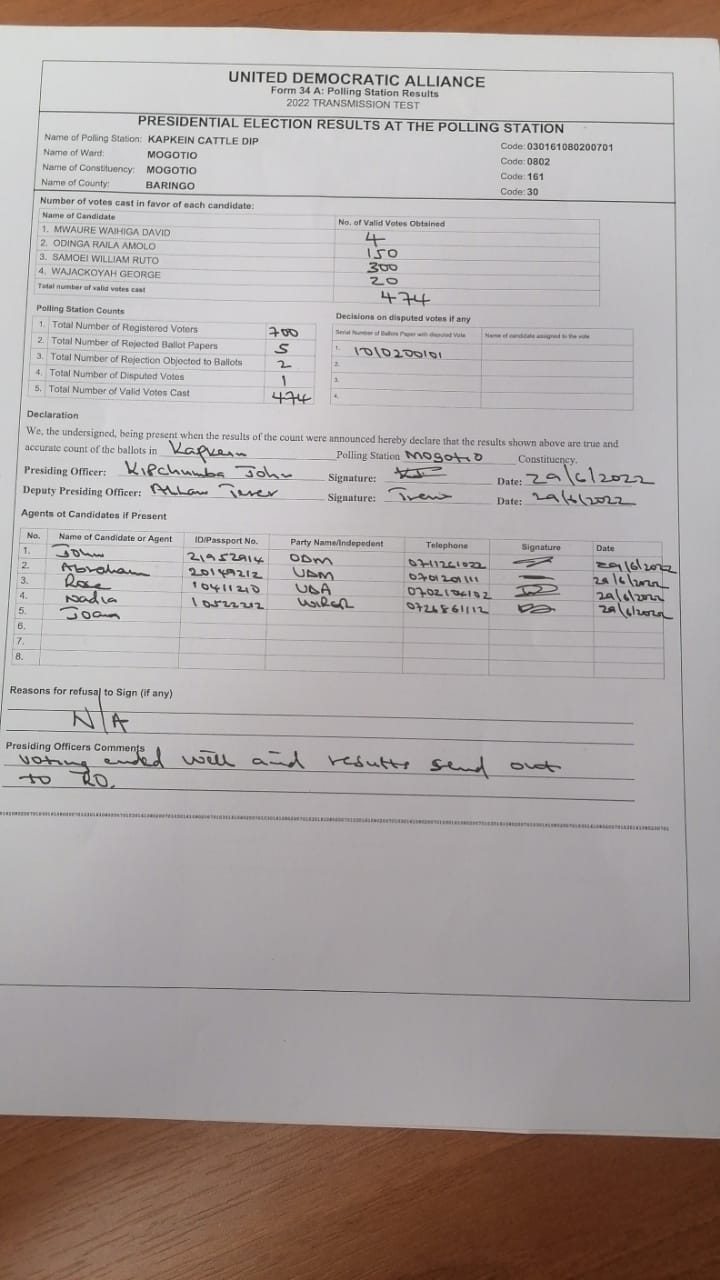 UNITED DEMOCRATIC ALLIANCE
Form 34 A: Polling Station Results
2022 TRANSMISSION TEST
PRESIDENTIAL ELECTION RESULTS AT THE POLLING STATION
Name of Polling Station: KAPKEIN CATTLE DIP Code: 030161080200701
Name of Ward: MOGOTIO Code: 0802
Name of Constituency: MOGOTIO Code: 161
Name of County: BARINGO Code: 30
Number of votes cast in favor of each candidate:
Name of Candidate No. of Valid Votes Obtained
1. MWAURE WAIHIGA DAVID 4
2. ODINGA RAILA AMOLO 150
3. SAMOEI WILLIAM RUTO 300
4. WAJACKOYAH GEORGE 20
Total number of valid votes cast 474
Polling Station Counts Decisions on disputed votes if any
Serial Number of Ballots Paper with disputed Vote Name of candidate assigned to the vote
1. Total Number of Registered Voters 700
2. Total Number of Rejected Ballot Papers 5 1. 1010200101
3. Total Number of Rejection Objected to Ballots 2 2.
4. Total Number of Disputed Votes 1 3.
5. Total Number of Valid Votes Cast 474 4.
Declaration
We, the undersigned, being present when the results of the count were announced hereby declare that the results shown above are true and
accurate count of the ballots in Kapkein Polling Station Mogotio Constituency.
Presiding Officer: Kipchumba John Signature: Date: 29/6/2022
Deputy Presiding Officer: Allan Signature: Date: 29/6/2022
Agents ot Candidates if Present
No. Name of Candidate or Agent ID/Passport No. Party Name/Indepedent Telephone Signature Date
1. John 21952914 ODM 0711261022 29/6/2022
2. Abraham 20149212 UDM 0701201111 29/6/2022
3. Rose 10411210 UDA 0702106102 29/6/2022
4. Nadia 10522212 0726861112 29/6/2022
5. Joan
6.
7.
8.
Reasons for refusal to Sign (if any)
N/A
Presiding Officers Comments
Voting ended well and results send out
to RO.